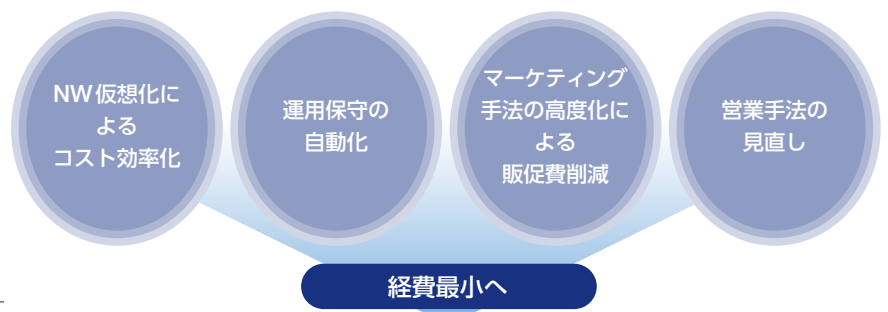 NW仮想化に
よる
コスト効率化
運用保守の
自動化
マーケティング
手法の高度化に
よる
販促費削減
営業手法の
見直し
経費最小へ